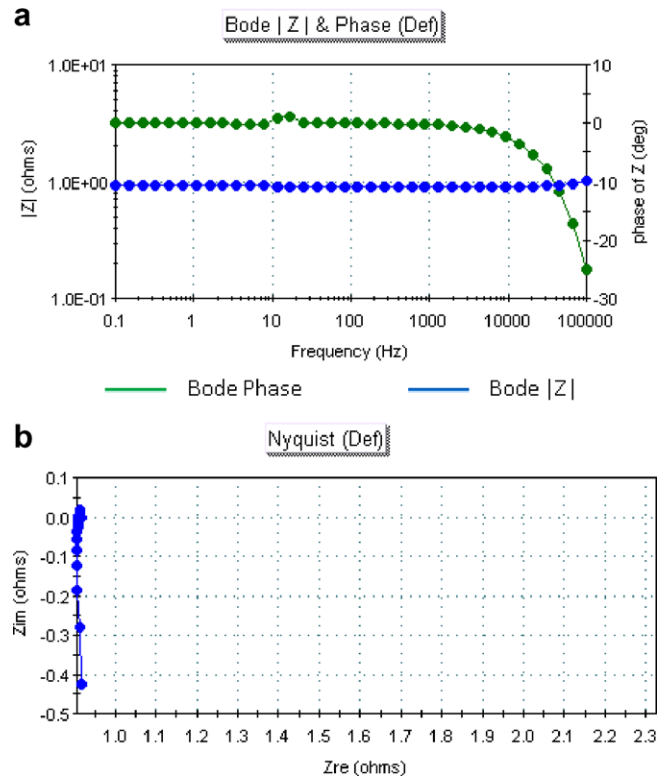 a
Bode | Z | & Phase (Def)
1.0E+01
1.0E+00
1.0E-01
|Z| (ohms)
10
0
-10
-20
-30
phase of Z (deg)
0.1 1 10 100 1000 10000 100000
Frequency (Hz)
Bode Phase Bode |Z|
b
Nyquist (Def)
0.1
0.0
-0.1
-0.2
-0.3
-0.4
-0.5
Zim (ohms)
1.0 1.1 1.2 1.3 1.4 1.5 1.6 1.7 1.8 1.9 2.0 2.1 2.2 2.3
Zre (ohms)